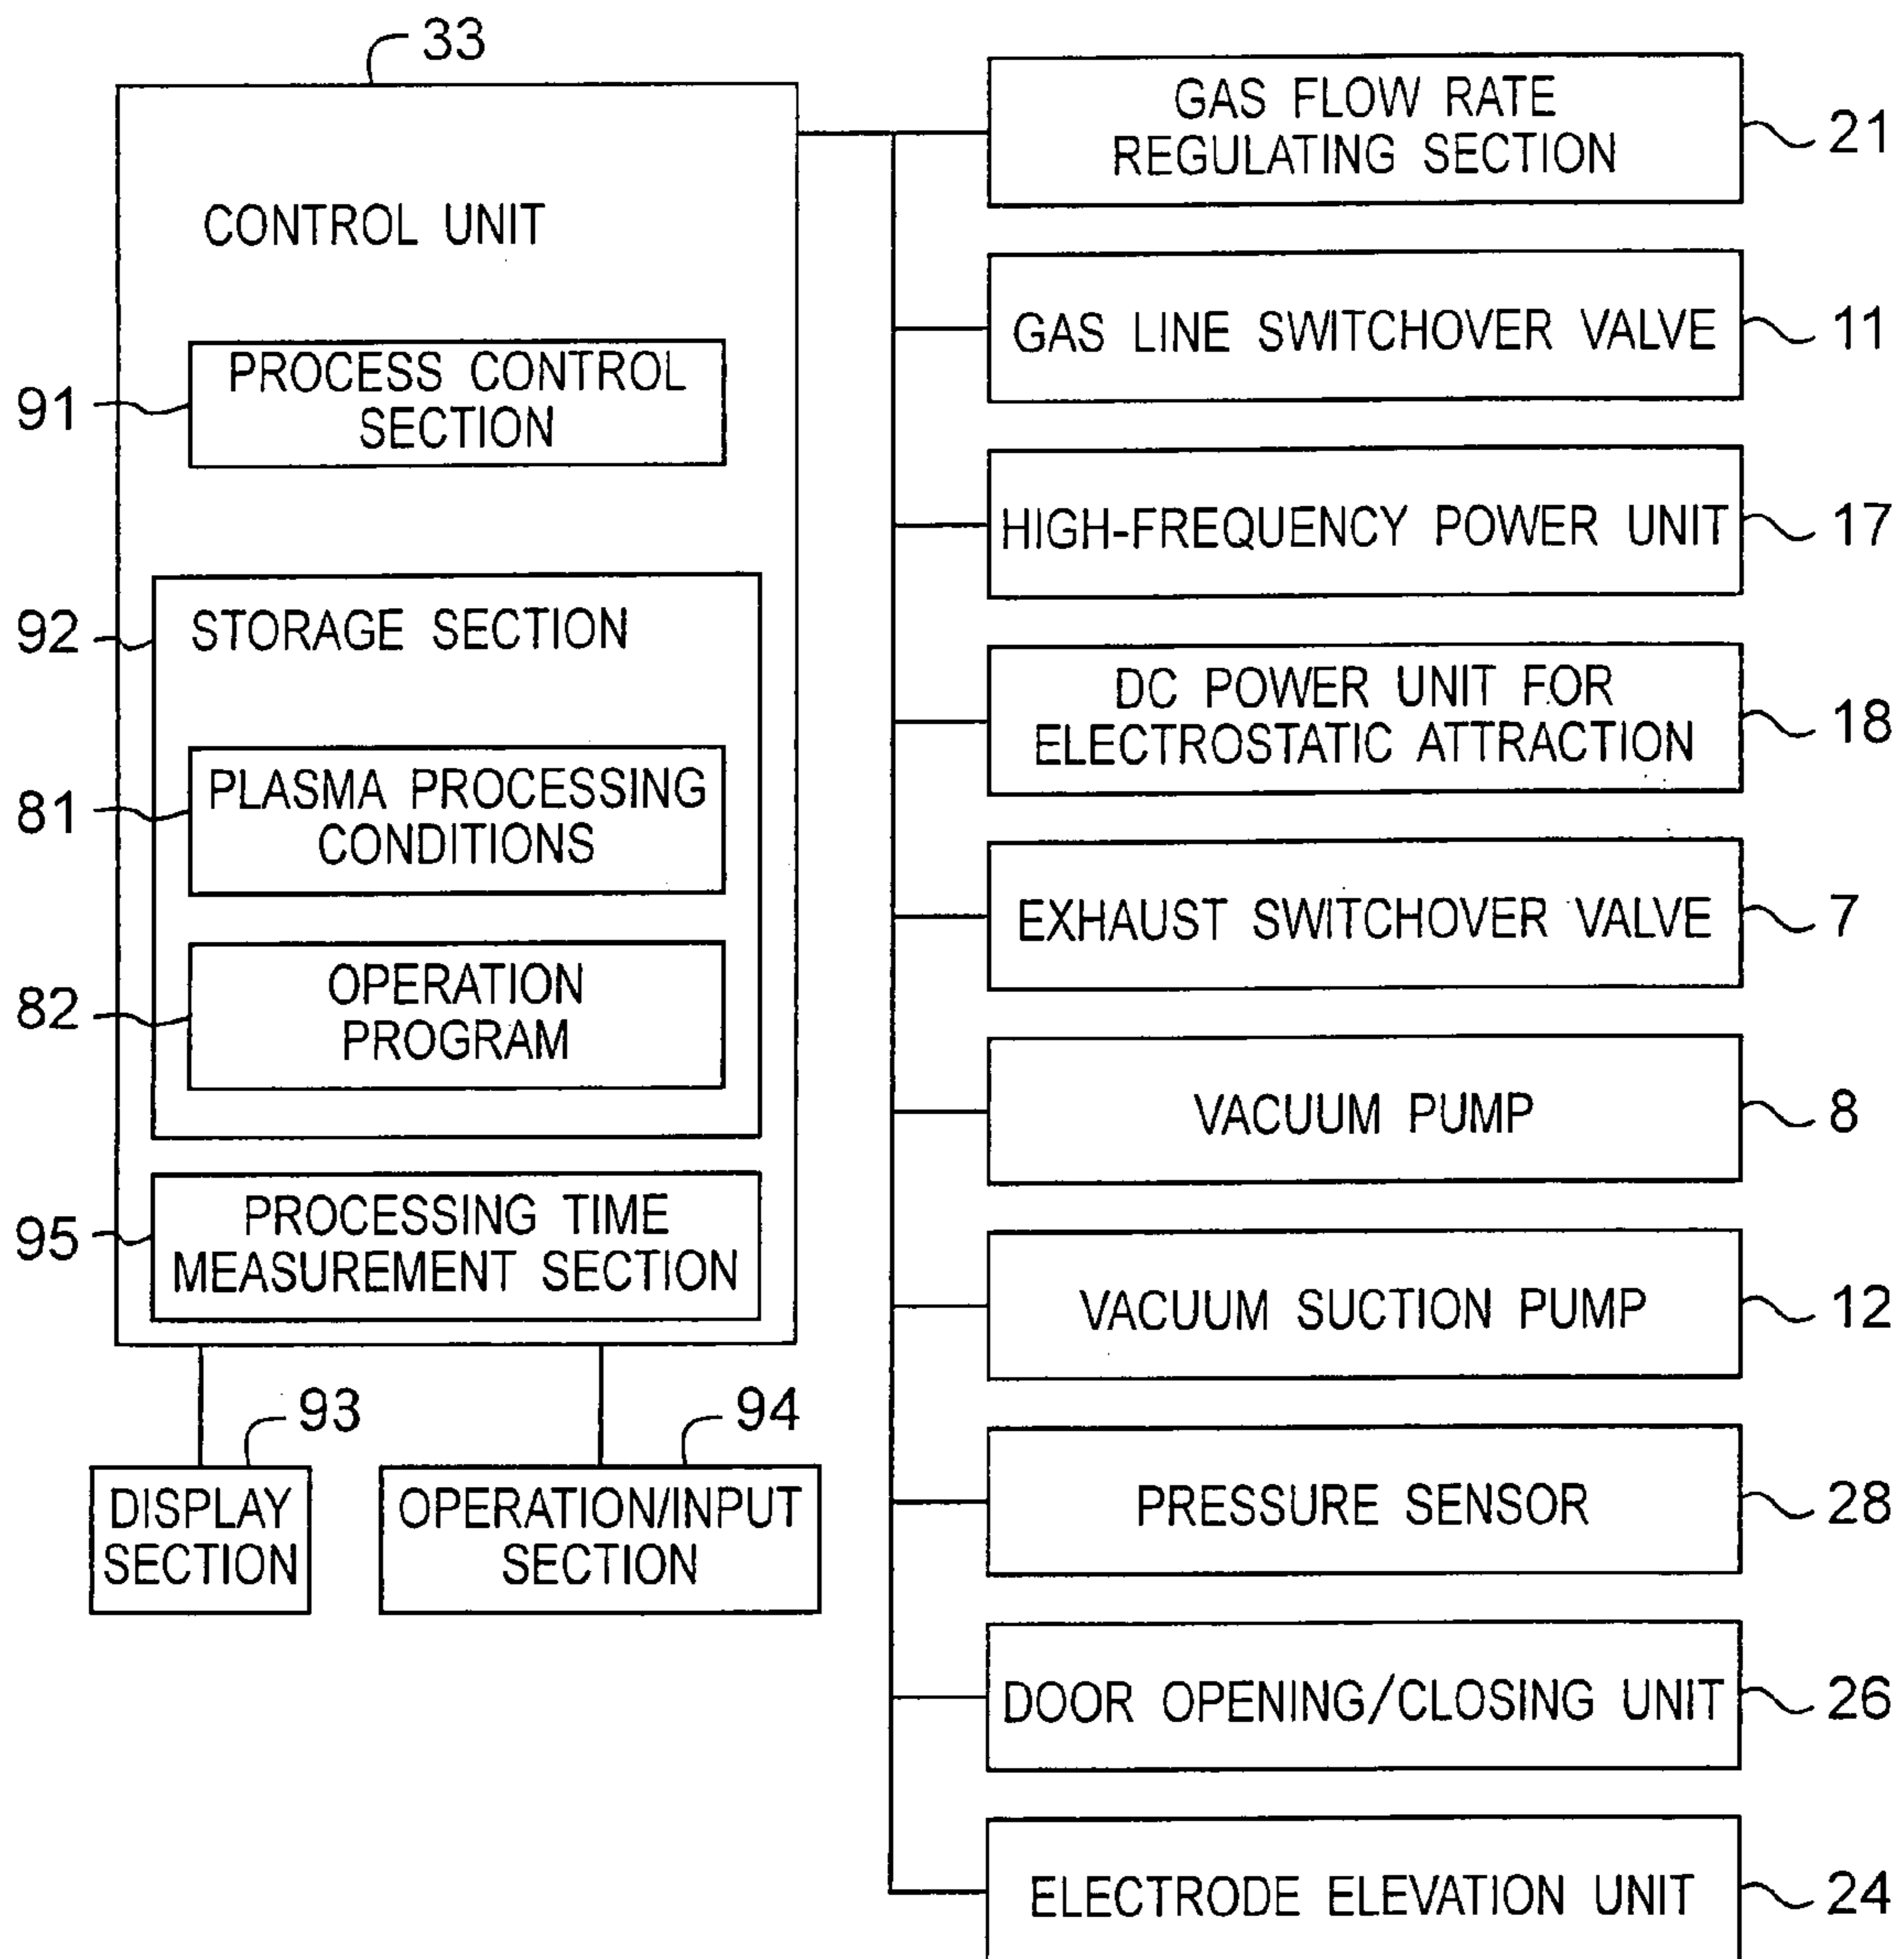 33
CONTROL UNIT
91
PROCESS CONTROL
SECTION
92
STORAGE SECTION
81
PLASMA PROCESSING
CONDITIONS
82
OPERATION
PROGRAM
95
PROCESSING TIME
MEASUREMENT SECTION
93
DISPLAY
SECTION
94
OPERATION/INPUT
SECTION
GAS FLOW RATE
REGULATING SECTION
21
GAS LINE SWITCHOVER VALVE
11
HIGH-FREQUENCY POWER UNIT
17
DC POWER UNIT FOR
ELECTROSTATIC ATTRACTION
18
EXHAUST SWITCHOVER VALVE
7
VACUUM PUMP
8
VACUUM SUCTION PUMP
12
PRESSURE SENSOR
28
DOOR OPENING/CLOSING UNIT
26
ELECTRODE ELEVATION UNIT
24